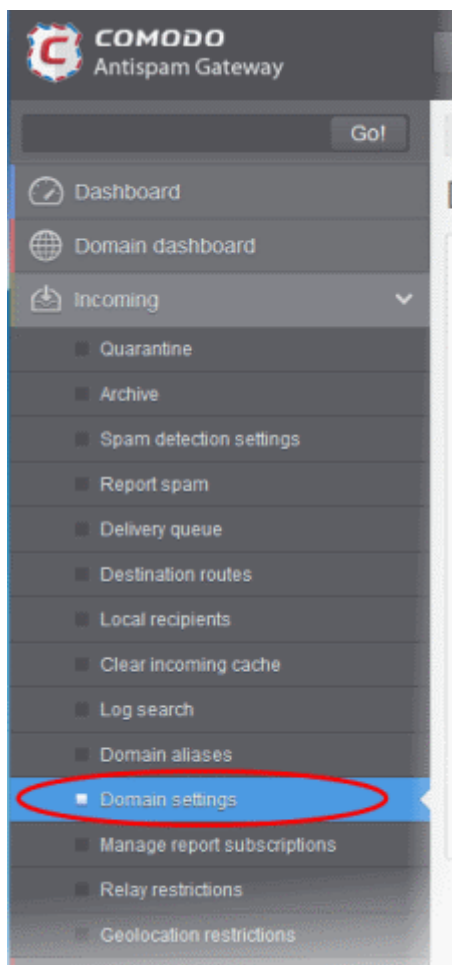 COMODO
Antispam Gateway
Go!
Dashboard
Domain dashboard
Incoming
Quarantine
Archive
Spam detection settings
Report spam
Delivery queue
Destination routes
Local recipients
Clear incoming cache
Log search
Domain aliases
Domain settings
Manage report subscriptions
Relay restrictions
Geolocation restrictions